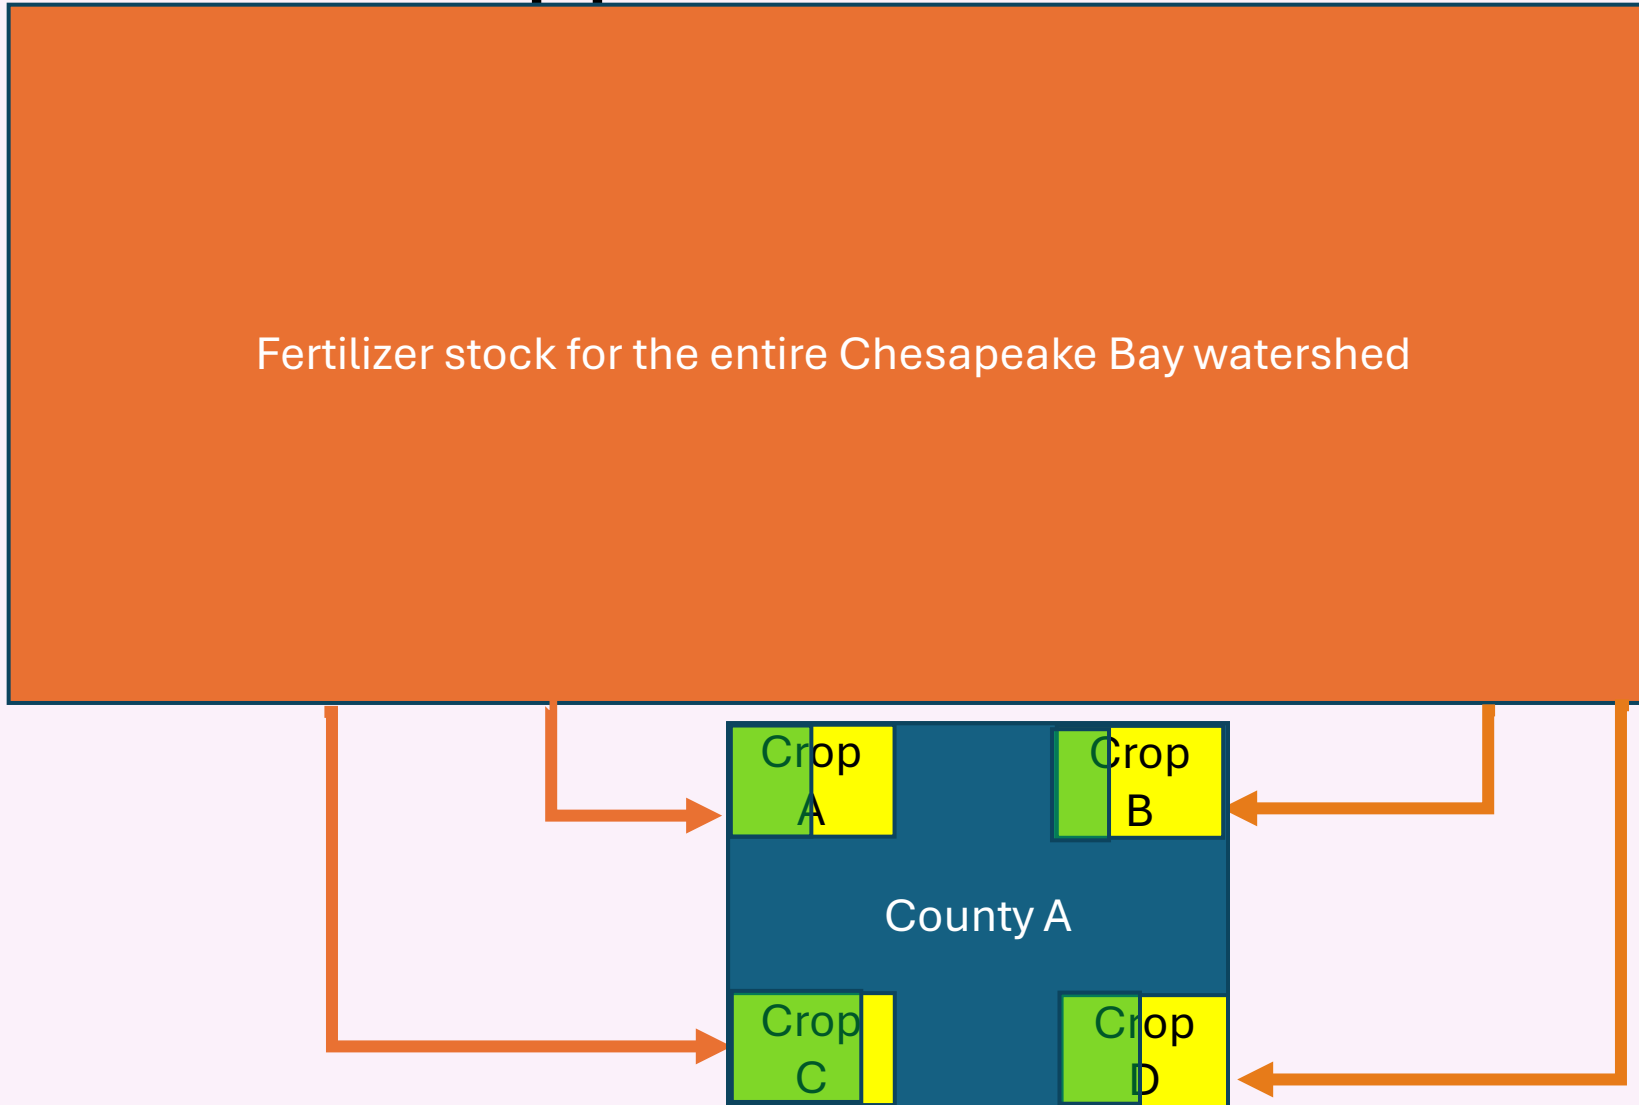 Fertilizer stock for the entire Chesapeake Bay watershed
Crop
A
Crop
B
County A
Crop
C
Crop
D